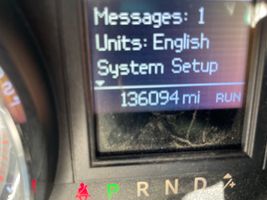 Messages: 1
Units: English
System Setup
136094 mi RUN
P R N D